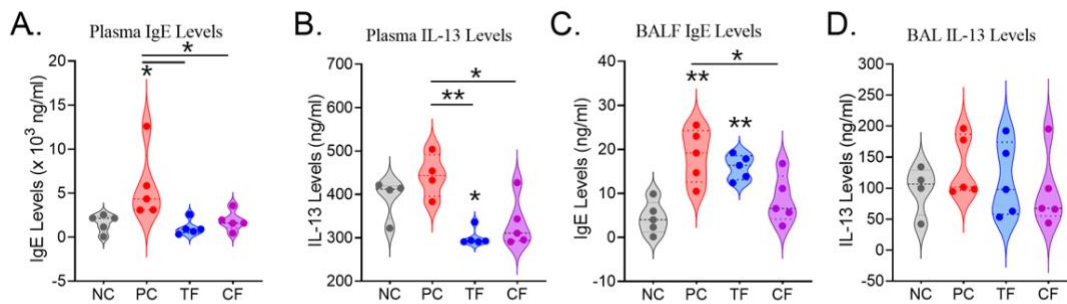 A.
Plasma IgE Levels
IgE Levels (x 10³ ng/ml)
20
15
10
5
0
-5
*
*
NC PC TF CF
B.
Plasma IL-13 Levels
IL-13 Levels (ng/ml)
700
600
500
400
300
200
*
**
*
NC PC TF CF
C.
BALF IgE Levels
IgE Levels (ng/ml)
40
30
20
10
0
-10
*
**
**
NC PC TF CF
D.
BAL IL-13 Levels
IL-13 Levels (ng/ml)
300
250
200
150
100
50
0
-50
NC PC TF CF